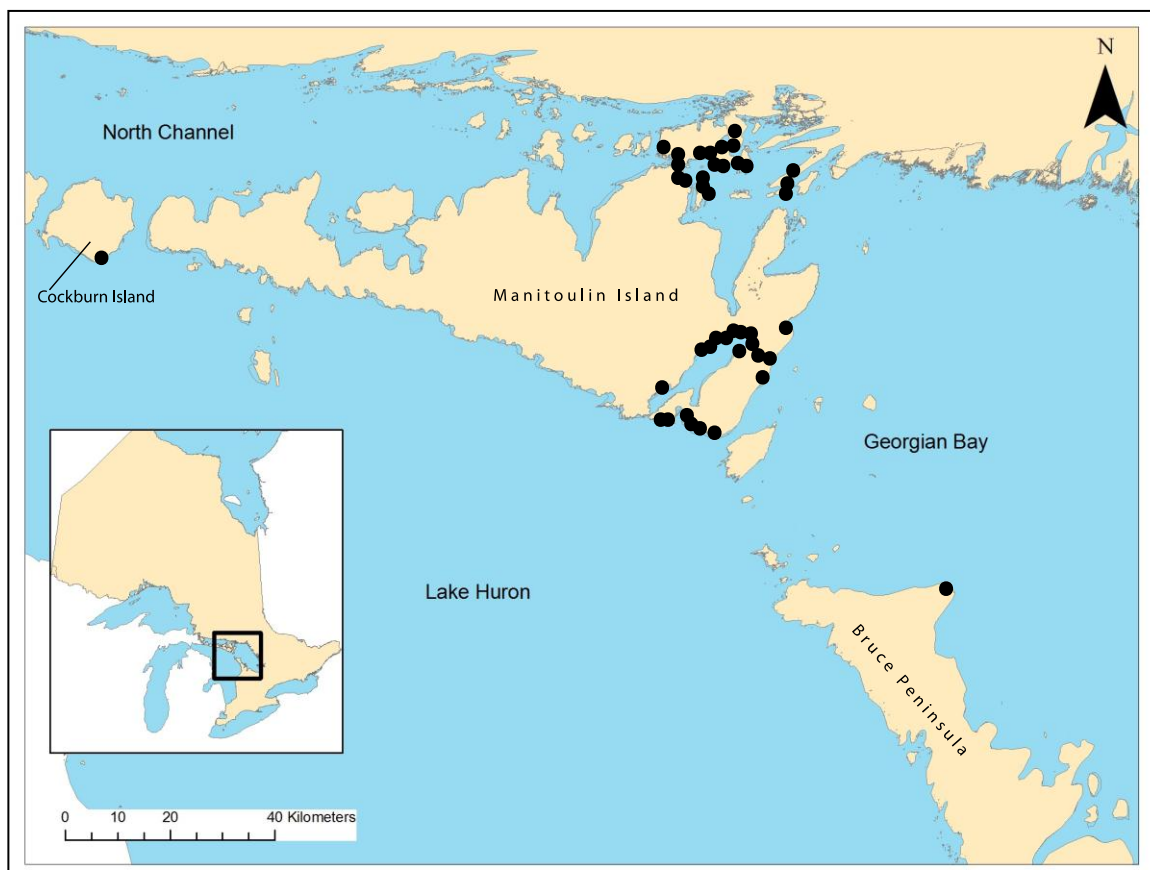 N
North Channel
Cockburn Island
Manitoulin Island
Georgian Bay
Lake Huron
Bruce Peninsula
0 10 20 40 Kilometers